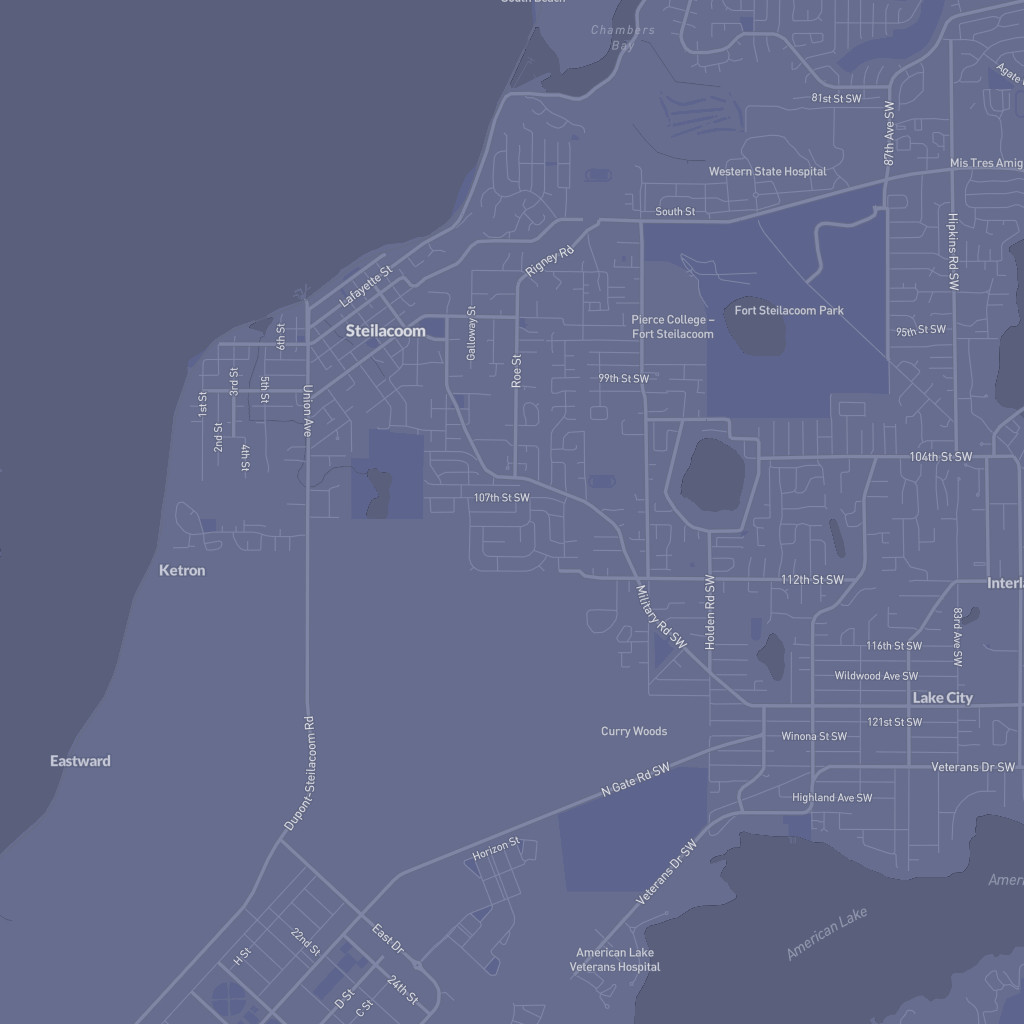 South Beach
Chambers
Bay
81st St SW
87th Ave SW
Western State Hospital
Mis Tres Amig
South St
Hipkins Rd SW
Rigney Rd
Lafayette St
Steilacoom
Galloway St
6th St
Pierce College –
Fort Steilacoom
Fort Steilacoom Park
95th St SW
Roe St
99th St SW
1st St
3rd St
5th St
Union Ave
2nd St
4th St
104th St SW
107th St SW
Ketron
112th St SW
Military Rd SW
Holden Rd SW
83rd Ave SW
116th St SW
Wildwood Ave SW
Lake City
121st St SW
Curry Woods
Winona St SW
Eastward
Dupont-Steilacoom Rd
N Gate Rd SW
Veterans Dr SW
Highland Ave SW
Horizon St
Veterans Dr SW
American Lake
22nd St
East Dr
H St
American Lake
Veterans Hospital
24th St
D St
C St